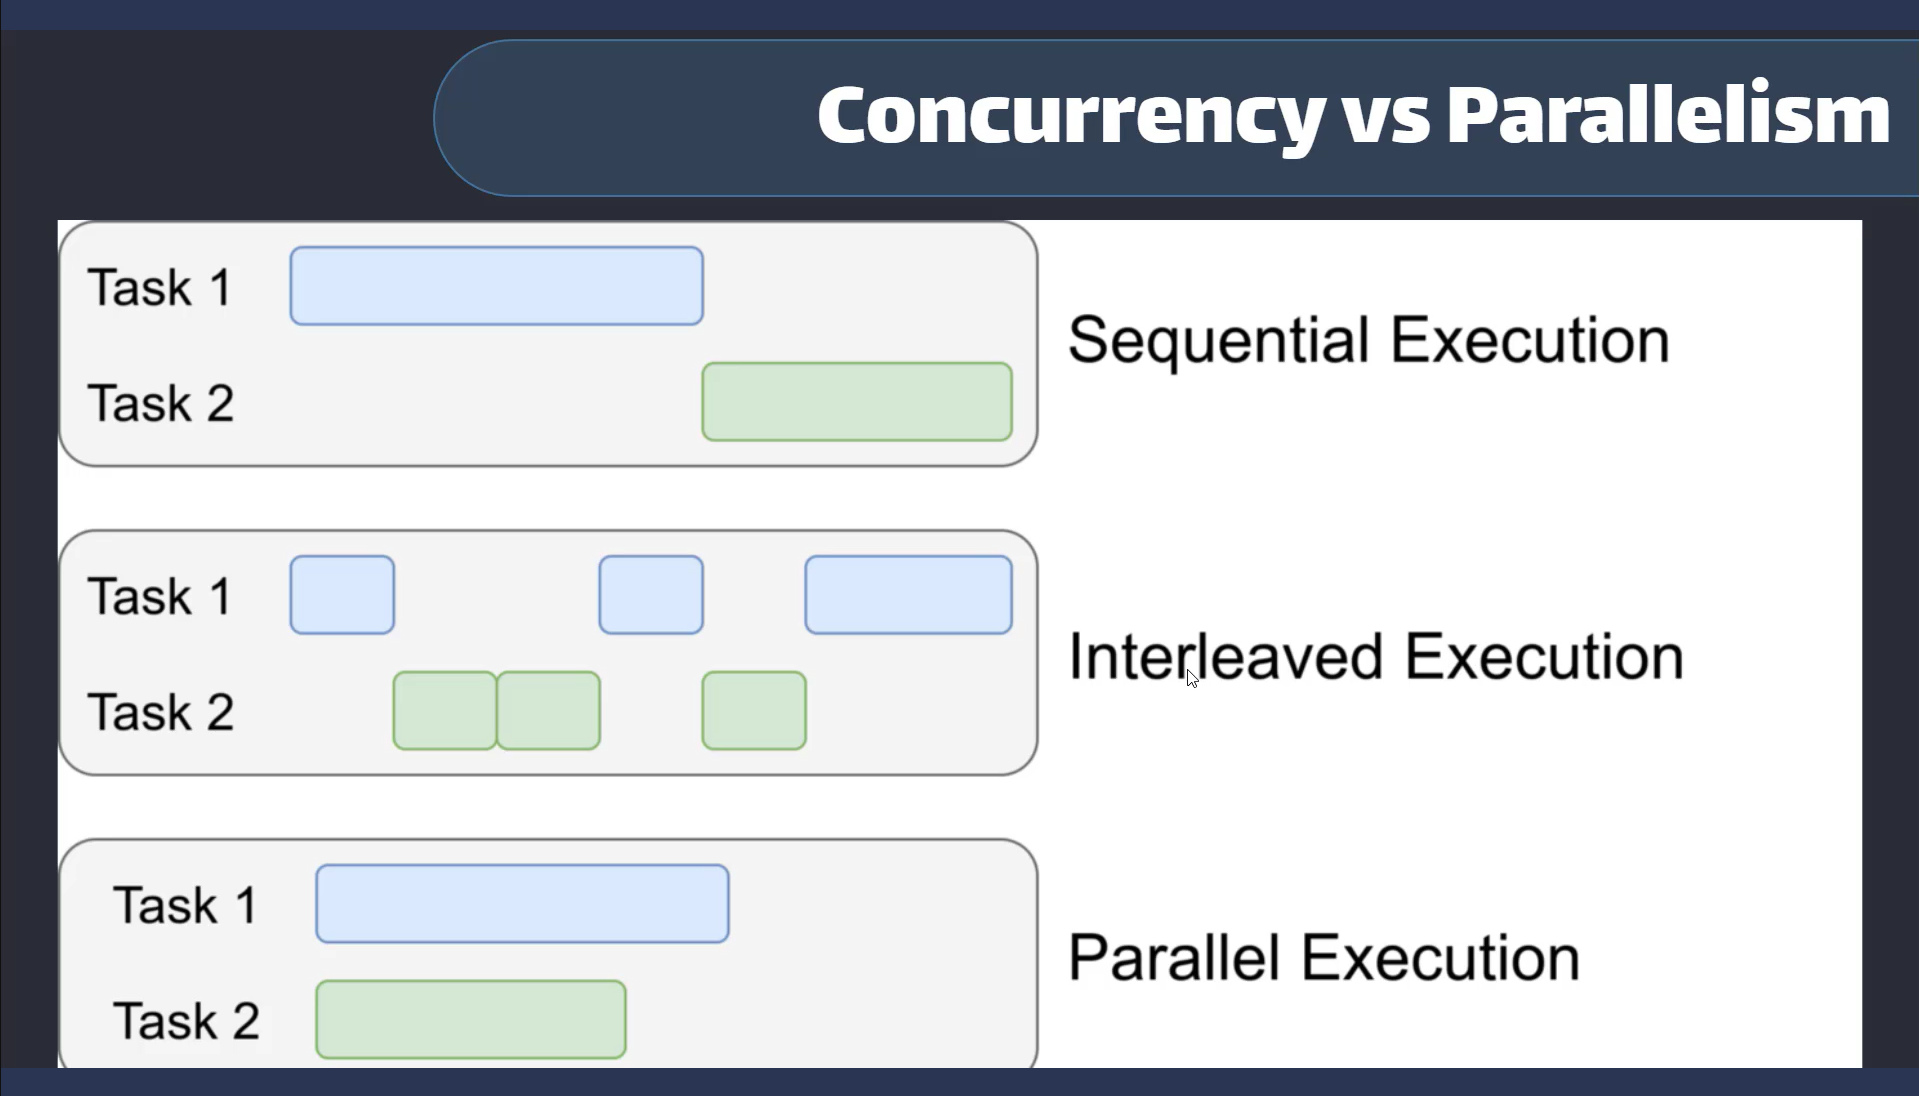 Concurrency vs Parallelism
Task 1
Task 2
Sequential Execution
Task 1
Task 2
Interleaved Execution
Task 1
Task 2
Parallel Execution